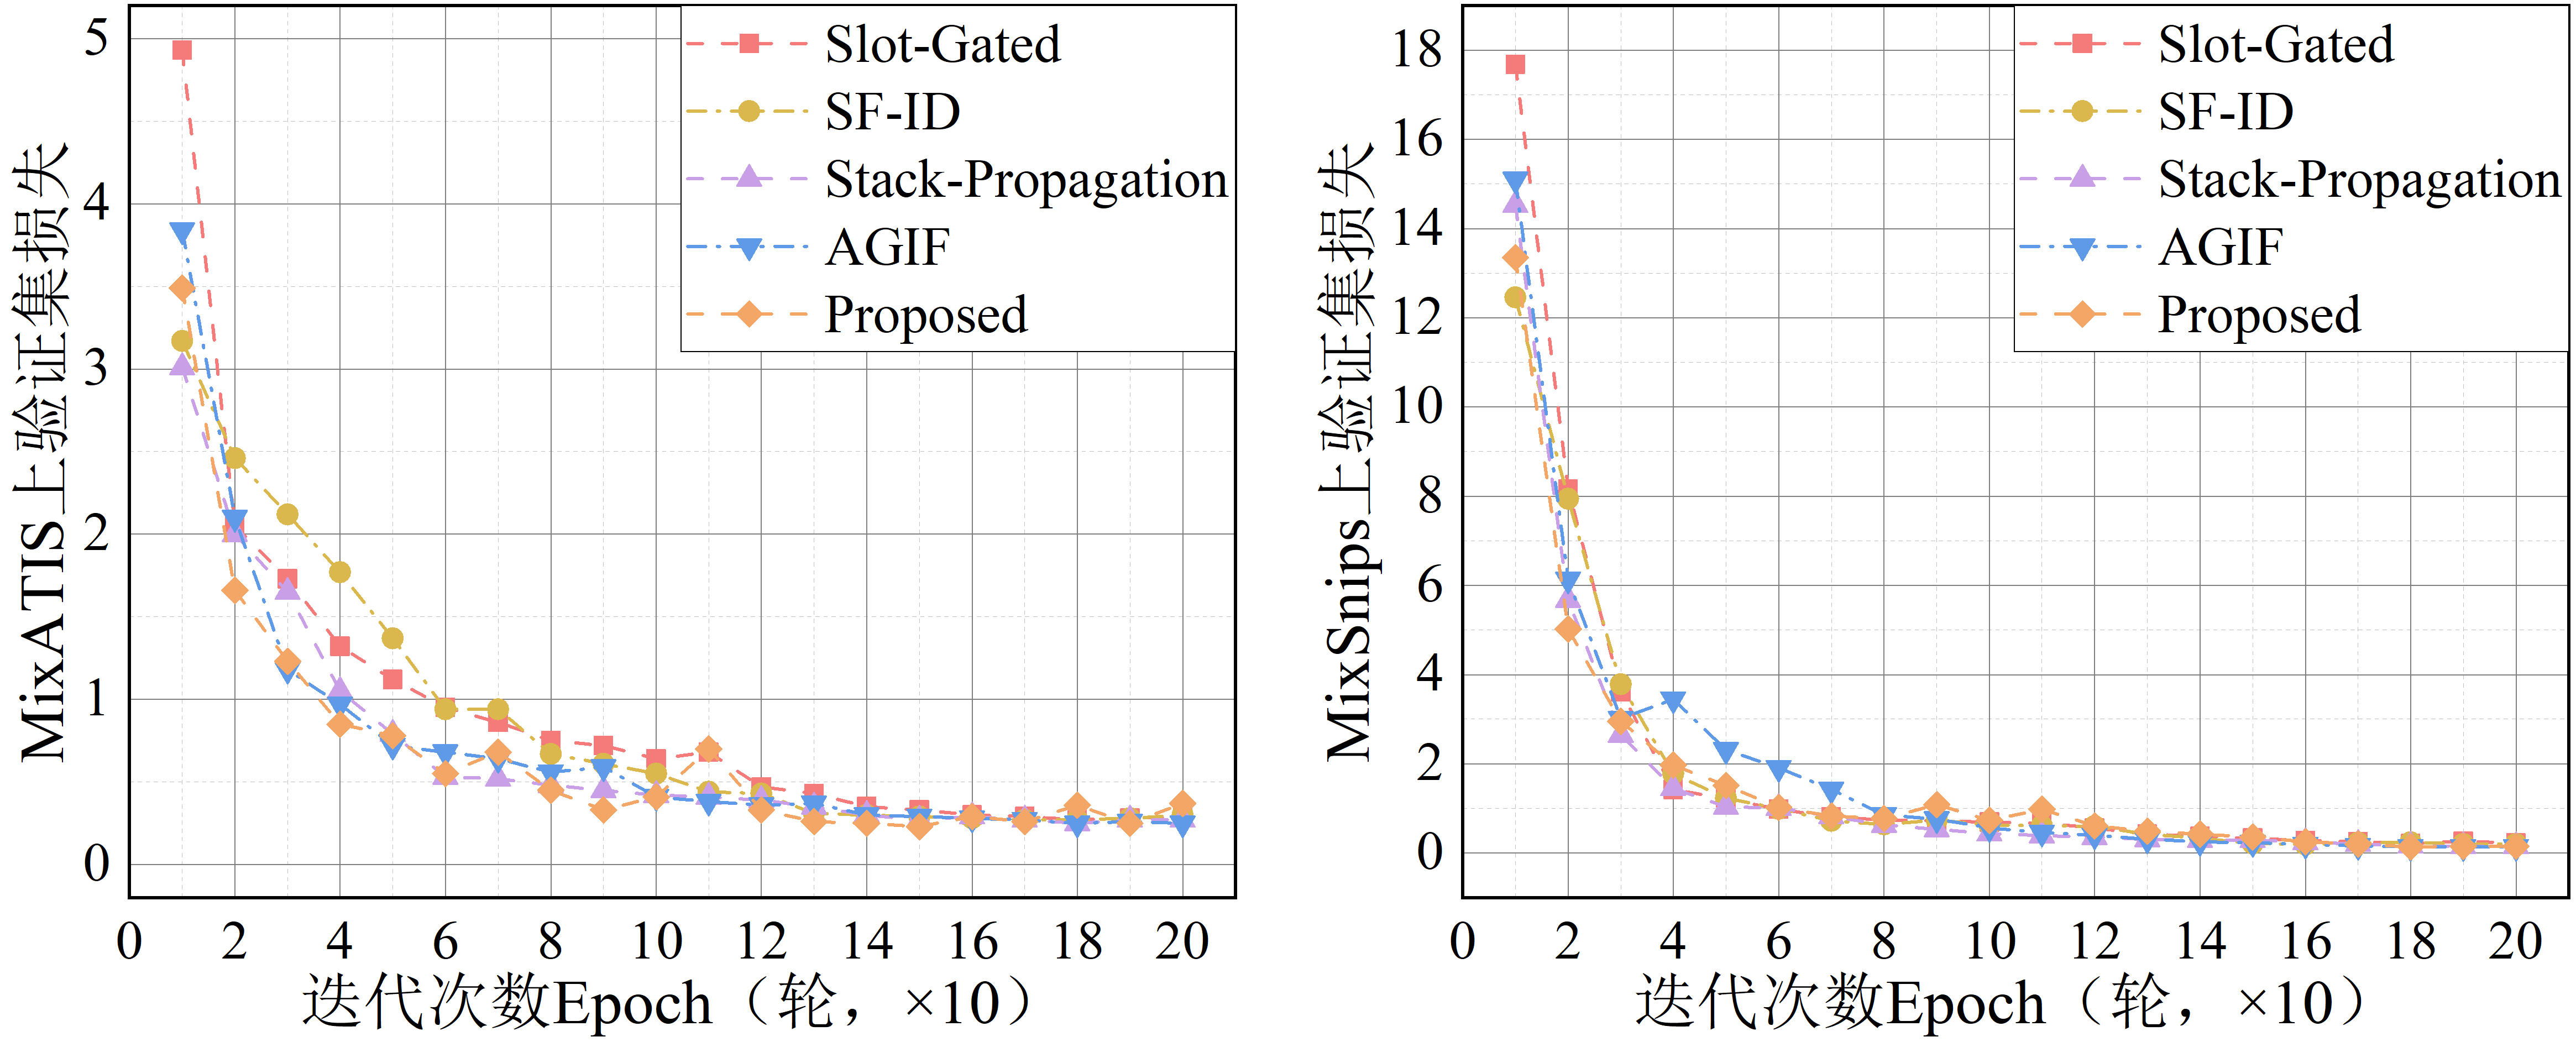 MixATIS上验证集损失
5
4
3
2
1
0
Slot-Gated
SF-ID
Stack-Propagation
AGIF
Proposed
0 2 4 6 8 10 12 14 16 18 20
迭代次数Epoch（轮，×10）
MixSnips上验证集损失
18
16
14
12
10
8
6
4
2
0
Slot-Gated
SF-ID
Stack-Propagation
AGIF
Proposed
0 2 4 6 8 10 12 14 16 18 20
迭代次数Epoch（轮，×10）